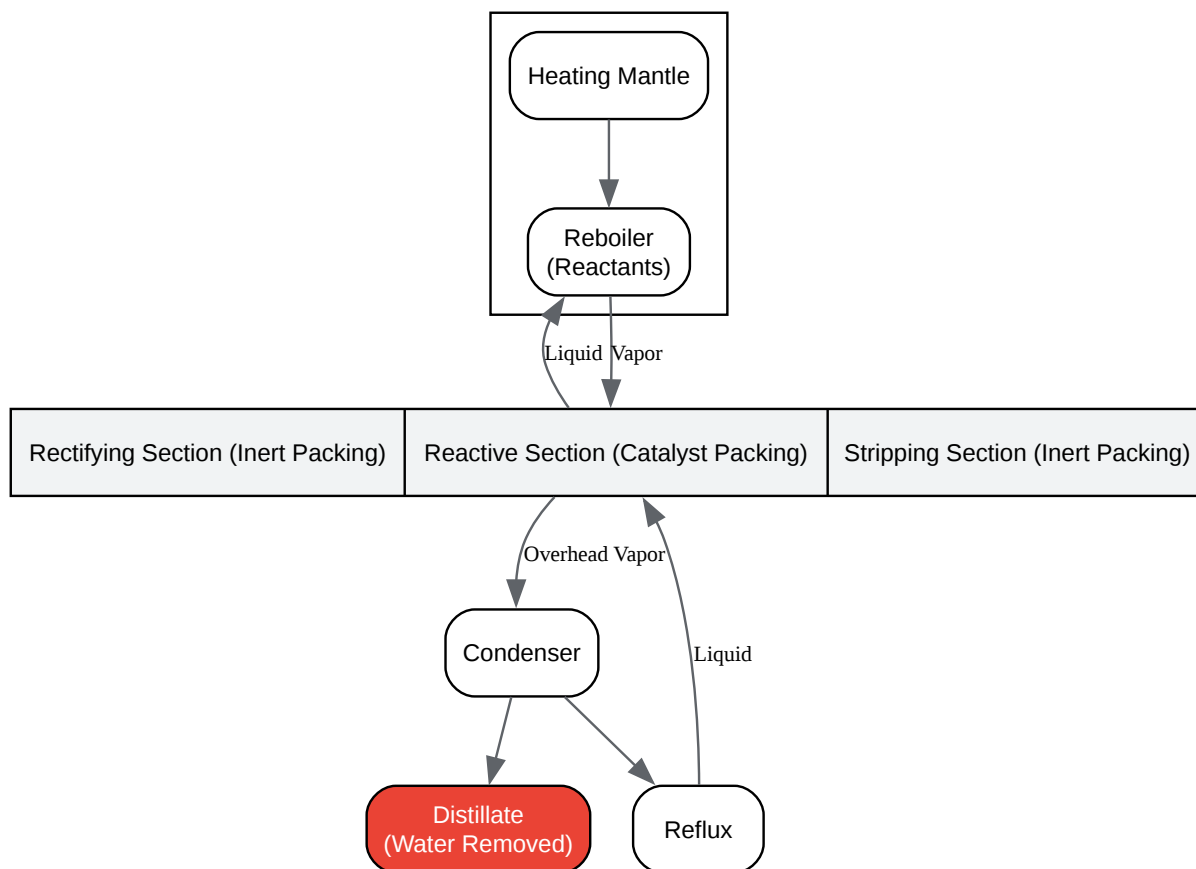 Heating Mantle
Reboiler
(Reactants)
Liquid
Vapor
Rectifying Section (Inert Packing)
Reactive Section (Catalyst Packing)
Stripping Section (Inert Packing)
Overhead Vapor
Condenser
Liquid
Distillate
(Water Removed)
Reflux